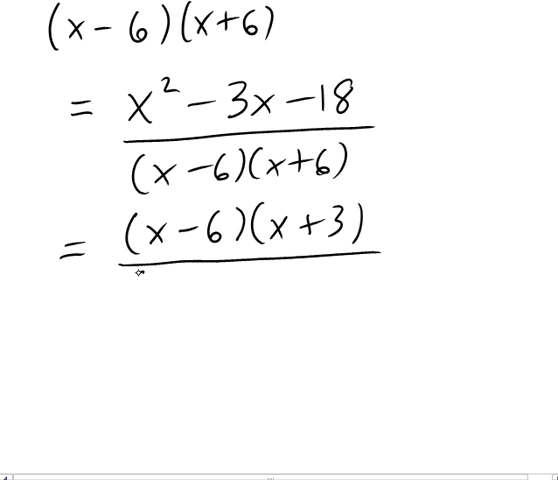 (x - 6)(x+6)
= x² - 3x - 18
(x - 6)(x+6)
= (x - 6)(x + 3)